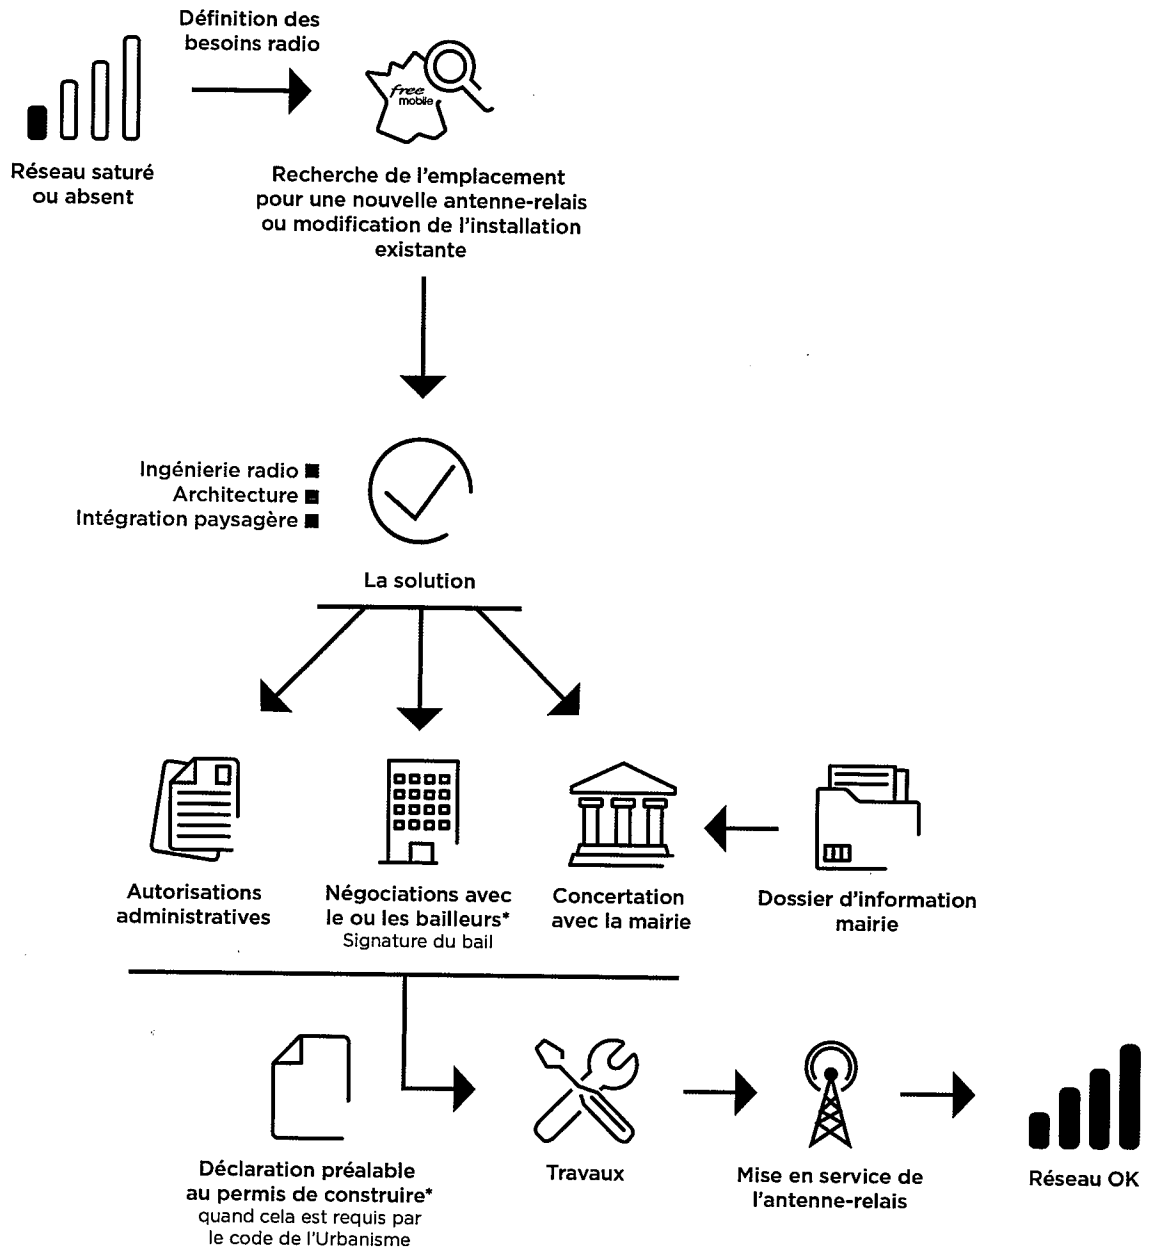 Définition des
besoins radio
free
mobile
Réseau saturé
ou absent
Recherche de l'emplacement
pour une nouvelle antenne-relais
ou modification de l'installation
existante
Ingénierie radio
Architecture
Intégration paysagère
La solution
Autorisations
administratives
Négociations avec
le ou les bailleurs*
Signature du bail
Concertation
avec la mairie
Dossier d'information
mairie
Déclaration préalable
au permis de construire*
quand cela est requis par
le code de l'Urbanisme
Travaux
Mise en service de
l'antenne-relais
Réseau OK